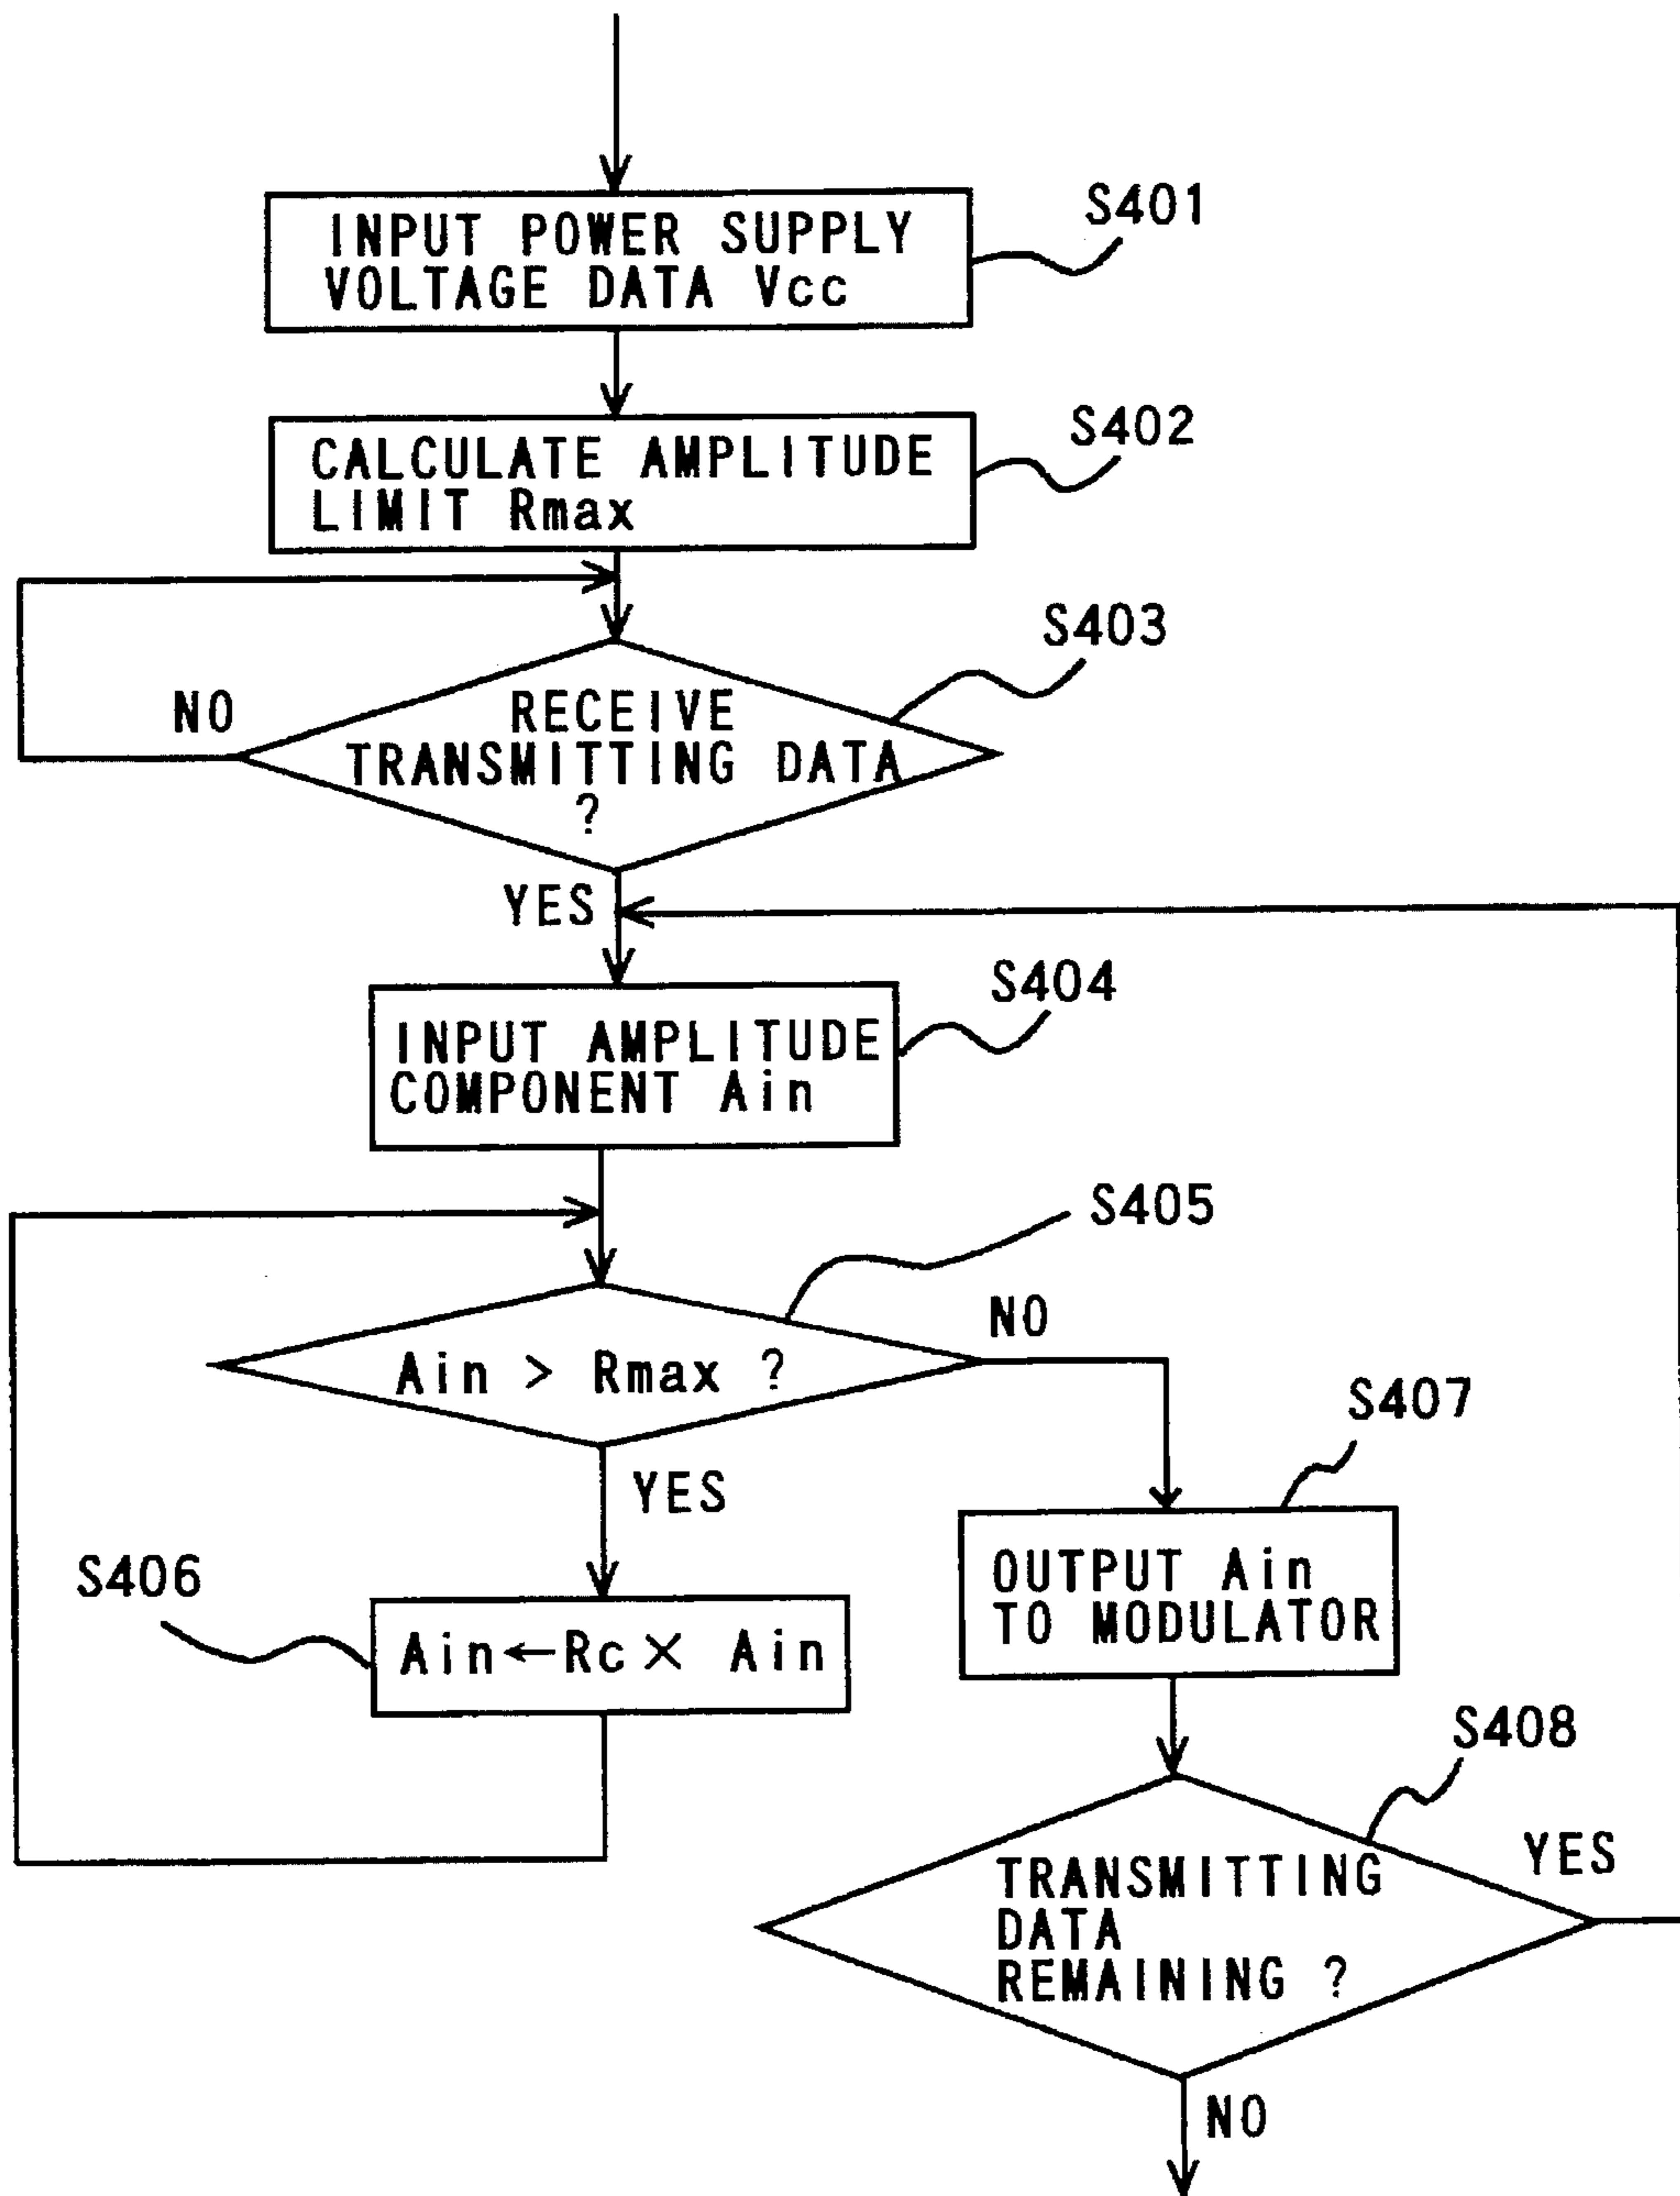 INPUT POWER SUPPLY
VOLTAGE DATA Vcc
S401
CALCULATE AMPLITUDE
LIMIT Rmax
S402
S403
NO
RECEIVE
TRANSMITTING DATA
?
YES
S404
INPUT AMPLITUDE
COMPONENT Ain
S405
NO
Ain > Rmax ?
S407
YES
S406
Ain←Rc× Ain
OUTPUT Ain
TO MODULATOR
S408
YES
TRANSMITTING
DATA
REMAINING ?
NO